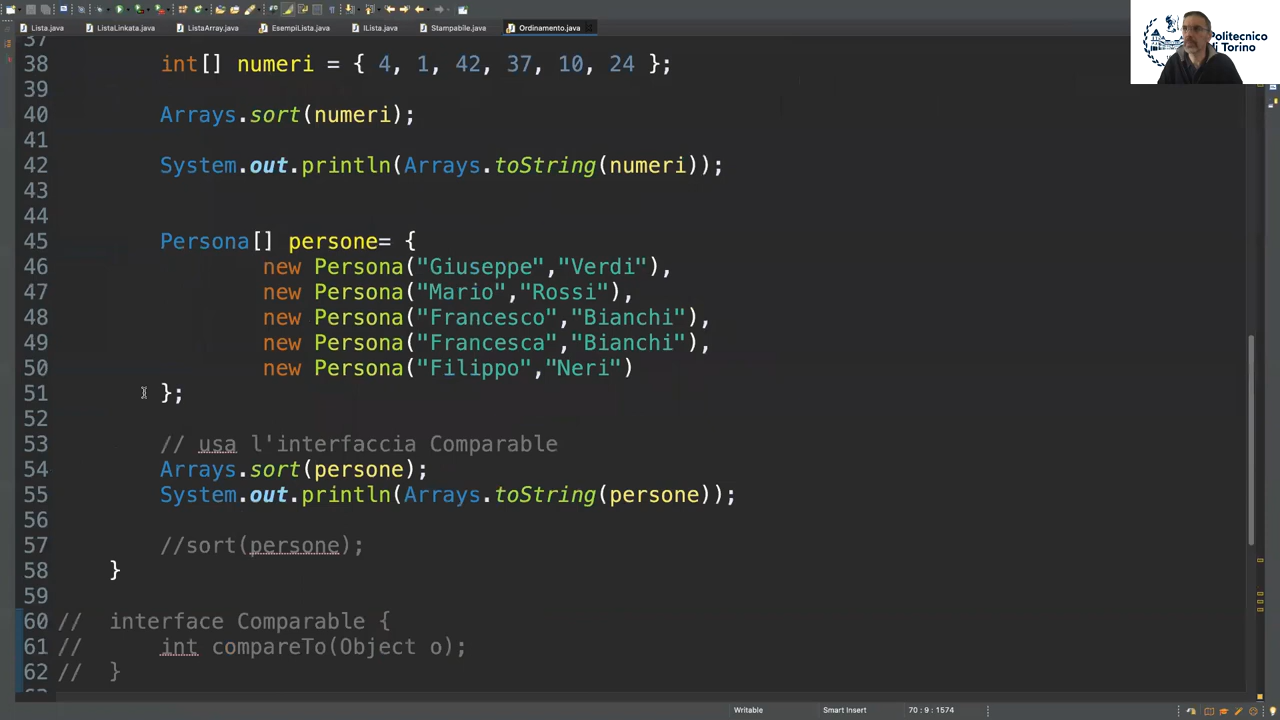 Lista.java ListaLinkata.java ListaArray.java EsempiLista.java IListа.java Stampabile.java Ordinamento.java
Politecnico
di Torino
37
38 int[] numeri = { 4, 1, 42, 37, 10, 24 };
39
40 Arrays.sort(numeri);
41
42 System.out.println(Arrays.toString(numeri));
43
44
45 Persona[] persone= {
46 new Persona("Giuseppe","Verdi"),
47 new Persona("Mario","Rossi"),
48 new Persona("Francesco","Bianchi"),
49 new Persona("Francesca","Bianchi"),
50 new Persona("Filippo","Neri")
51 };
52
53 // usa l'interfaccia Comparable
54 Arrays.sort(persone);
55 System.out.println(Arrays.toString(persone));
56
57 //sort(persone);
58 }
59
60 // interface Comparable {
61 // int compareTo(Object o);
62 // }
Writable Smart Insert 70 : 9 : 1574